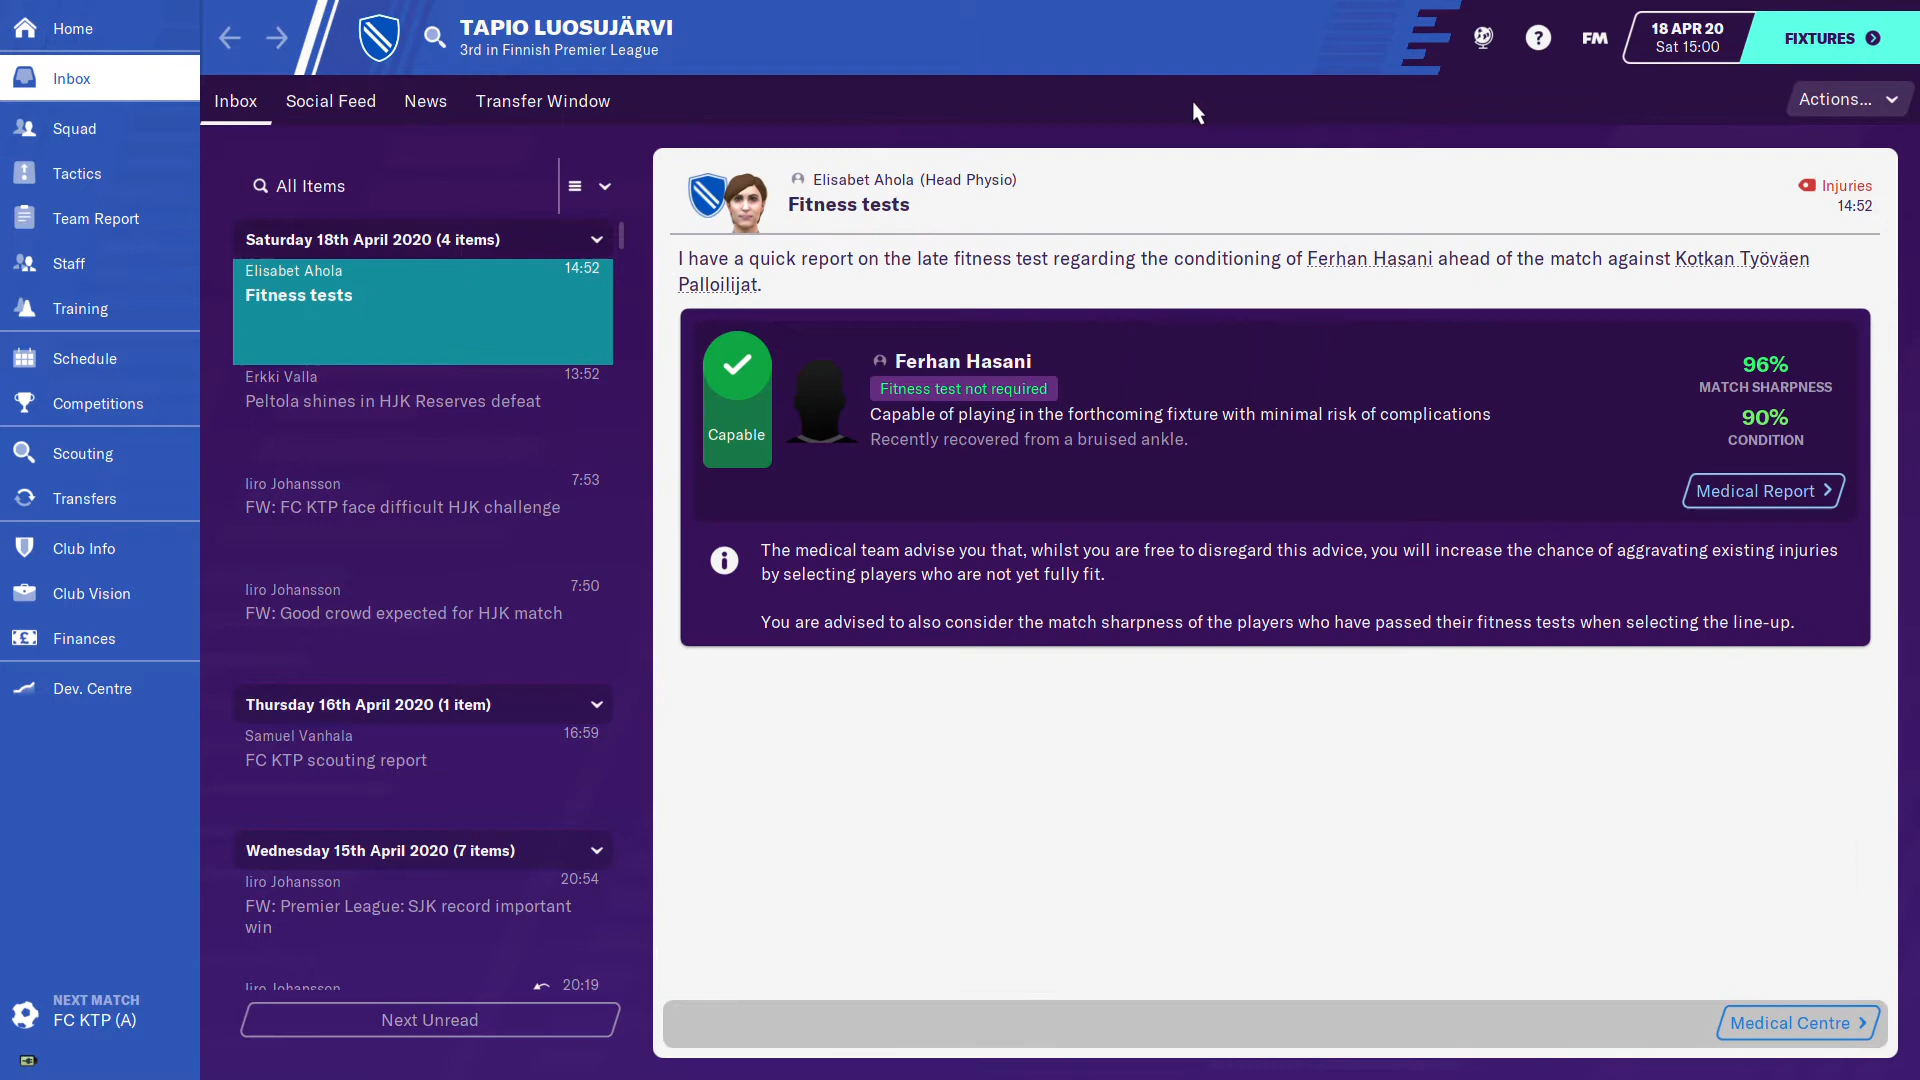 Home
Inbox
Squad
Tactics
Team Report
Staff
Training
Schedule
Competitions
Scouting
Transfers
Club Info
Club Vision
Finances
Dev. Centre
NEXT MATCH
FC KTP (A)
TAPIO LUOSUJÄRVI
3rd in Finnish Premier League
?
FM
18 APR 20
Sat 15:00
FIXTURES
Inbox
Social Feed
News
Transfer Window
Actions...
All Items
Saturday 18th April 2020 (4 items)
Elisabet Ahola
14:52
Fitness tests
Erkki Valla
13:52
Peltola shines in HJK Reserves defeat
Iiro Johansson
7:53
FW: FC KTP face difficult HJK challenge
Iiro Johansson
7:50
FW: Good crowd expected for HJK match
Thursday 16th April 2020 (1 item)
Samuel Vanhala
16:59
FC KTP scouting report
Wednesday 15th April 2020 (7 items)
Iiro Johansson
20:54
FW: Premier League: SJK record important
win
Iiro Johansson
20:19
Next Unread
Elisabet Ahola (Head Physio)
Fitness tests
Injuries
14:52
I have a quick report on the late fitness test regarding the conditioning of Ferhan Hasani ahead of the match against Kotkan Työväen
Palloilijat.
Capable
Ferhan Hasani
Fitness test not required
Capable of playing in the forthcoming fixture with minimal risk of complications
Recently recovered from a bruised ankle.
96%
MATCH SHARPNESS
90%
CONDITION
Medical Report
The medical team advise you that, whilst you are free to disregard this advice, you will increase the chance of aggravating existing injuries
by selecting players who are not yet fully fit.
You are advised to also consider the match sharpness of the players who have passed their fitness tests when selecting the line-up.
Medical Centre